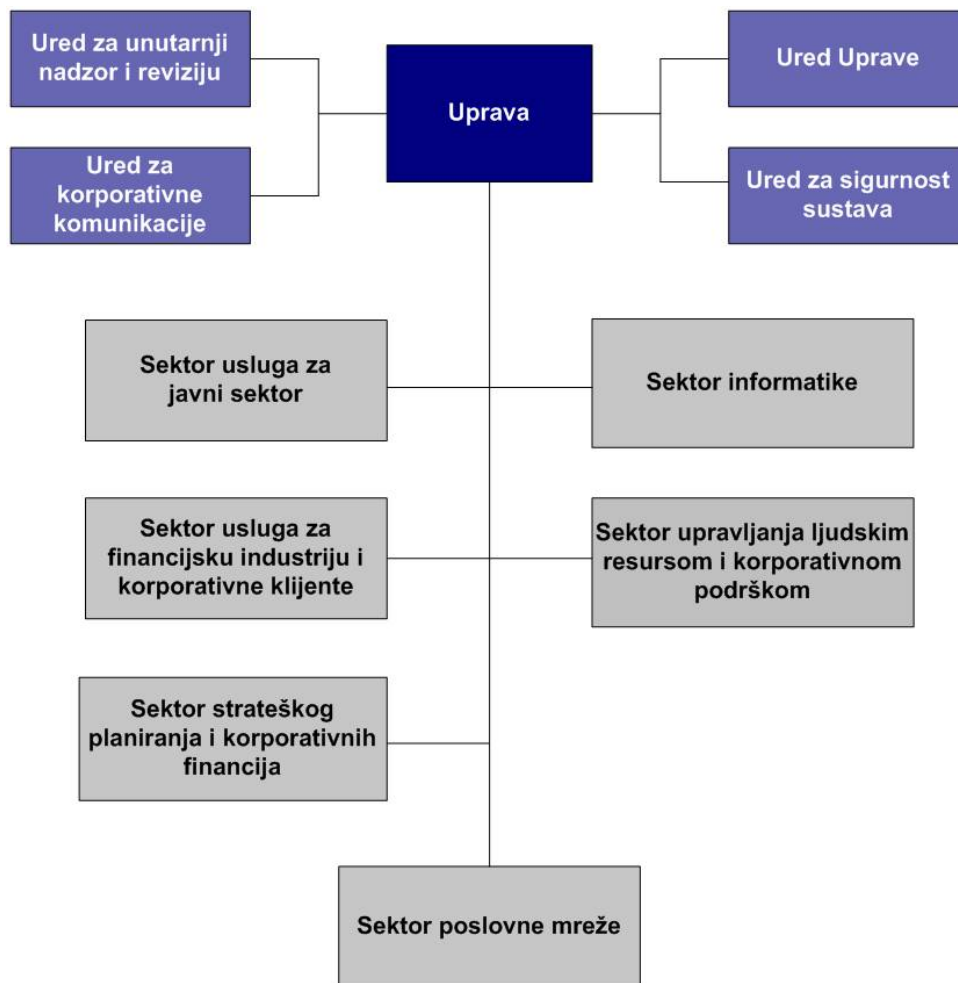 Ured za unutarnji
nadzor i reviziju
Uprava
Ured Uprave
Ured za
korporativne
komunikacije
Ured za sigurnost
sustava
Sektor usluga za
javni sektor
Sektor informatike
Sektor usluga za
financijsku industriju i
korporativne klijente
Sektor upravljanja ljudskim
resursom i korporativnom
podrškom
Sektor strateškog
planiranja i korporativnih
financija
Sektor poslovne mreže